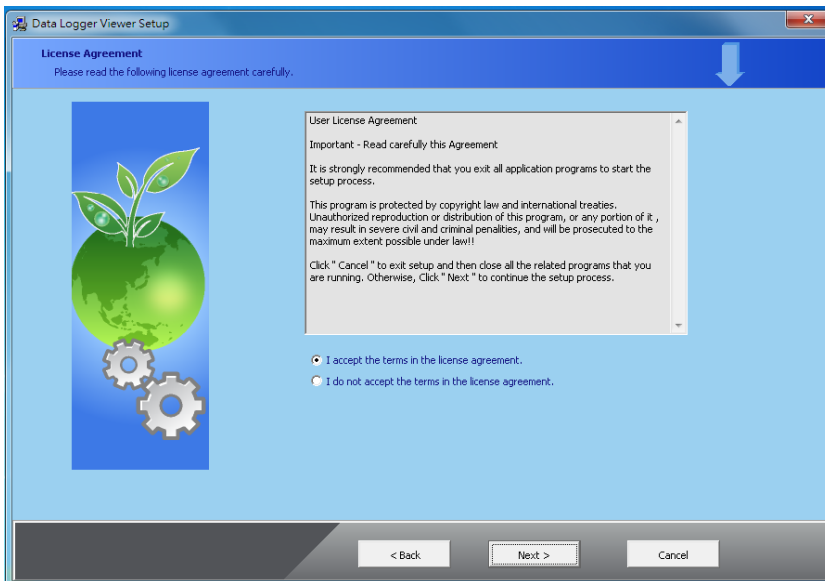 Data Logger Viewer Setup
License Agreement
Please read the following license agreement carefully.
User License Agreement
Important - Read carefully this Agreement
It is strongly recommended that you exit all application programs to start the
setup process.
This program is protected by copyright law and international treaties.
Unauthorized reproduction or distribution of this program, or any portion of it ,
may result in severe civil and criminal penalities, and will be prosecuted to the
maximum extent possible under law!!
Click " Cancel " to exit setup and then close all the related programs that you
are running. Otherwise, Click " Next " to continue the setup process.
I accept the terms in the license agreement.
I do not accept the terms in the license agreement.
< Back
Next >
Cancel